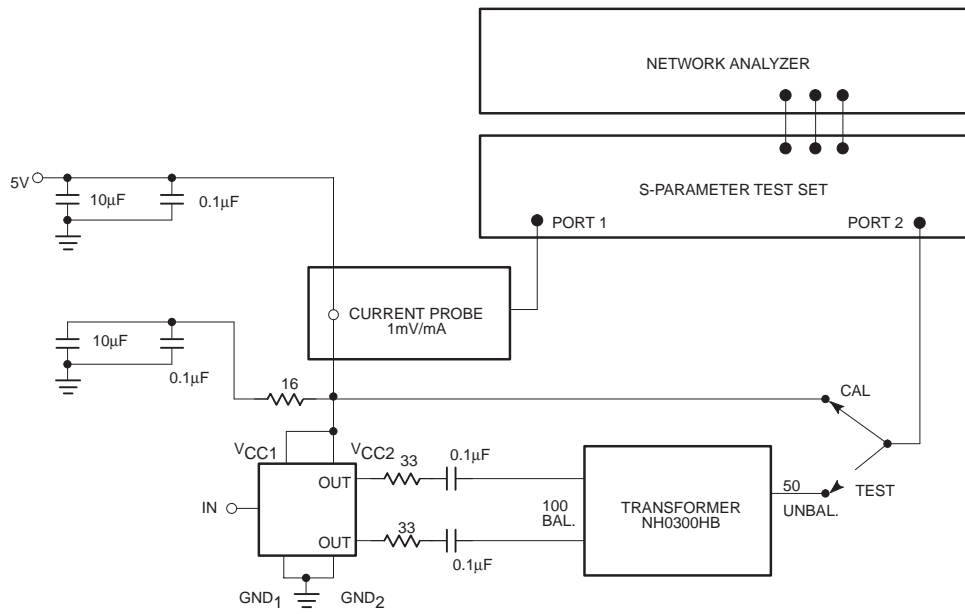 NETWORK ANALYZER
S-PARAMETER TEST SET
PORT 1
PORT 2
5V
10μF
0.1μF
CURRENT PROBE
1mV/mA
10μF
0.1μF
16
CAL
VCC1
VCC2
33
0.1μF
OUT
IN
100
BAL.
TRANSFORMER
NH0300HB
50
UNBAL.
TEST
OUT
33
0.1μF
GND1
GND2